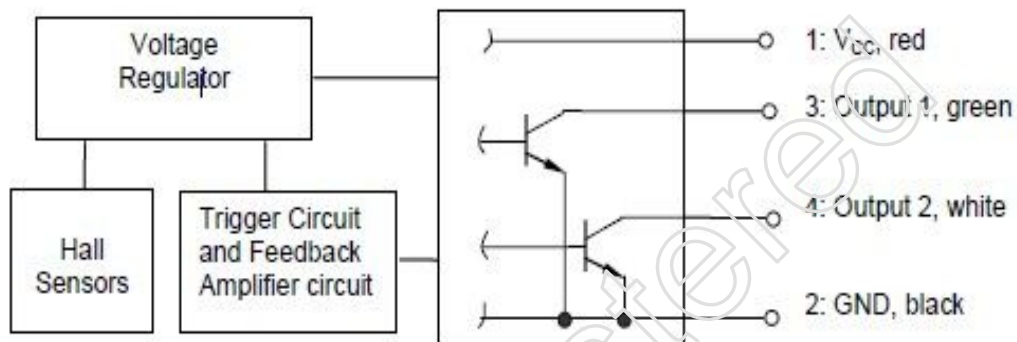 Voltage
Regulator
Hall
Sensors
Trigger Circuit
and Feedback
Amplifier circuit
1: VCC, red
3: Output 1, green
4: Output 2, white
2: GND, black